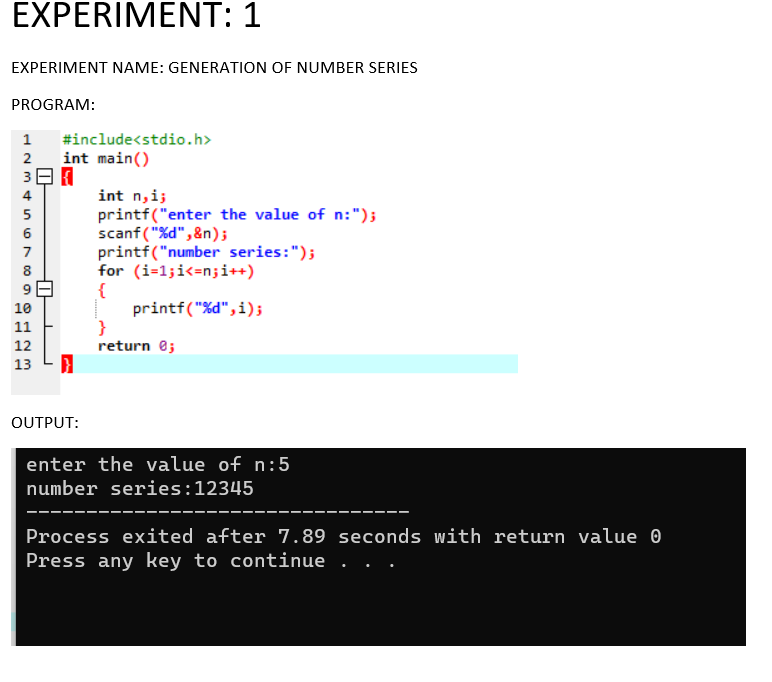 EXPERIMENT: 1
EXPERIMENT NAME: GENERATION OF NUMBER SERIES
PROGRAM:
1 #include<stdio.h>
2 int main()
3 {
4 int n,i;
5 printf("enter the value of n:");
6 scanf("%d",&n);
7 printf("number series:");
8 for (i=1;i<=n;i++)
9 {
10 printf("%d",i);
11 }
12 return 0;
13 }
OUTPUT:
enter the value of n:5
number series:12345
--------------------------------
Process exited after 7.89 seconds with return value 0
Press any key to continue . . .